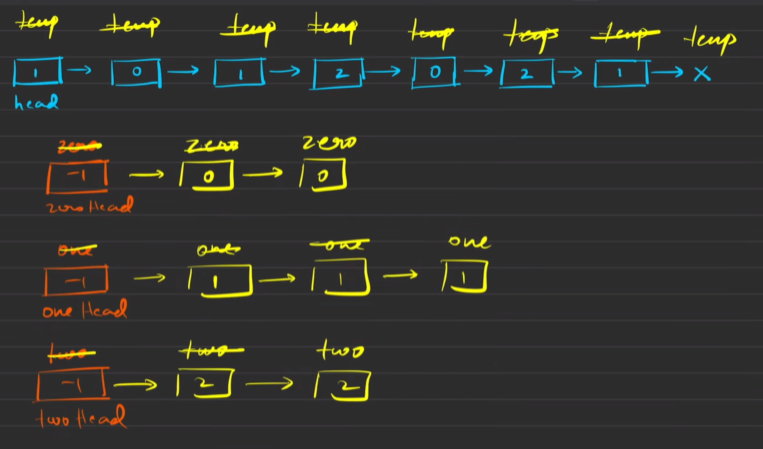 temp temp temp temp temp temp temp temp
1 → 0 → 1 → 2 → 0 → 2 → 1 → X
head
zero zero zero
-1 → 0 → 0
zero Head
one one one one
-1 → 1 → 1 → 1
one Head
two two two
-1 → 2 → 2
two Head